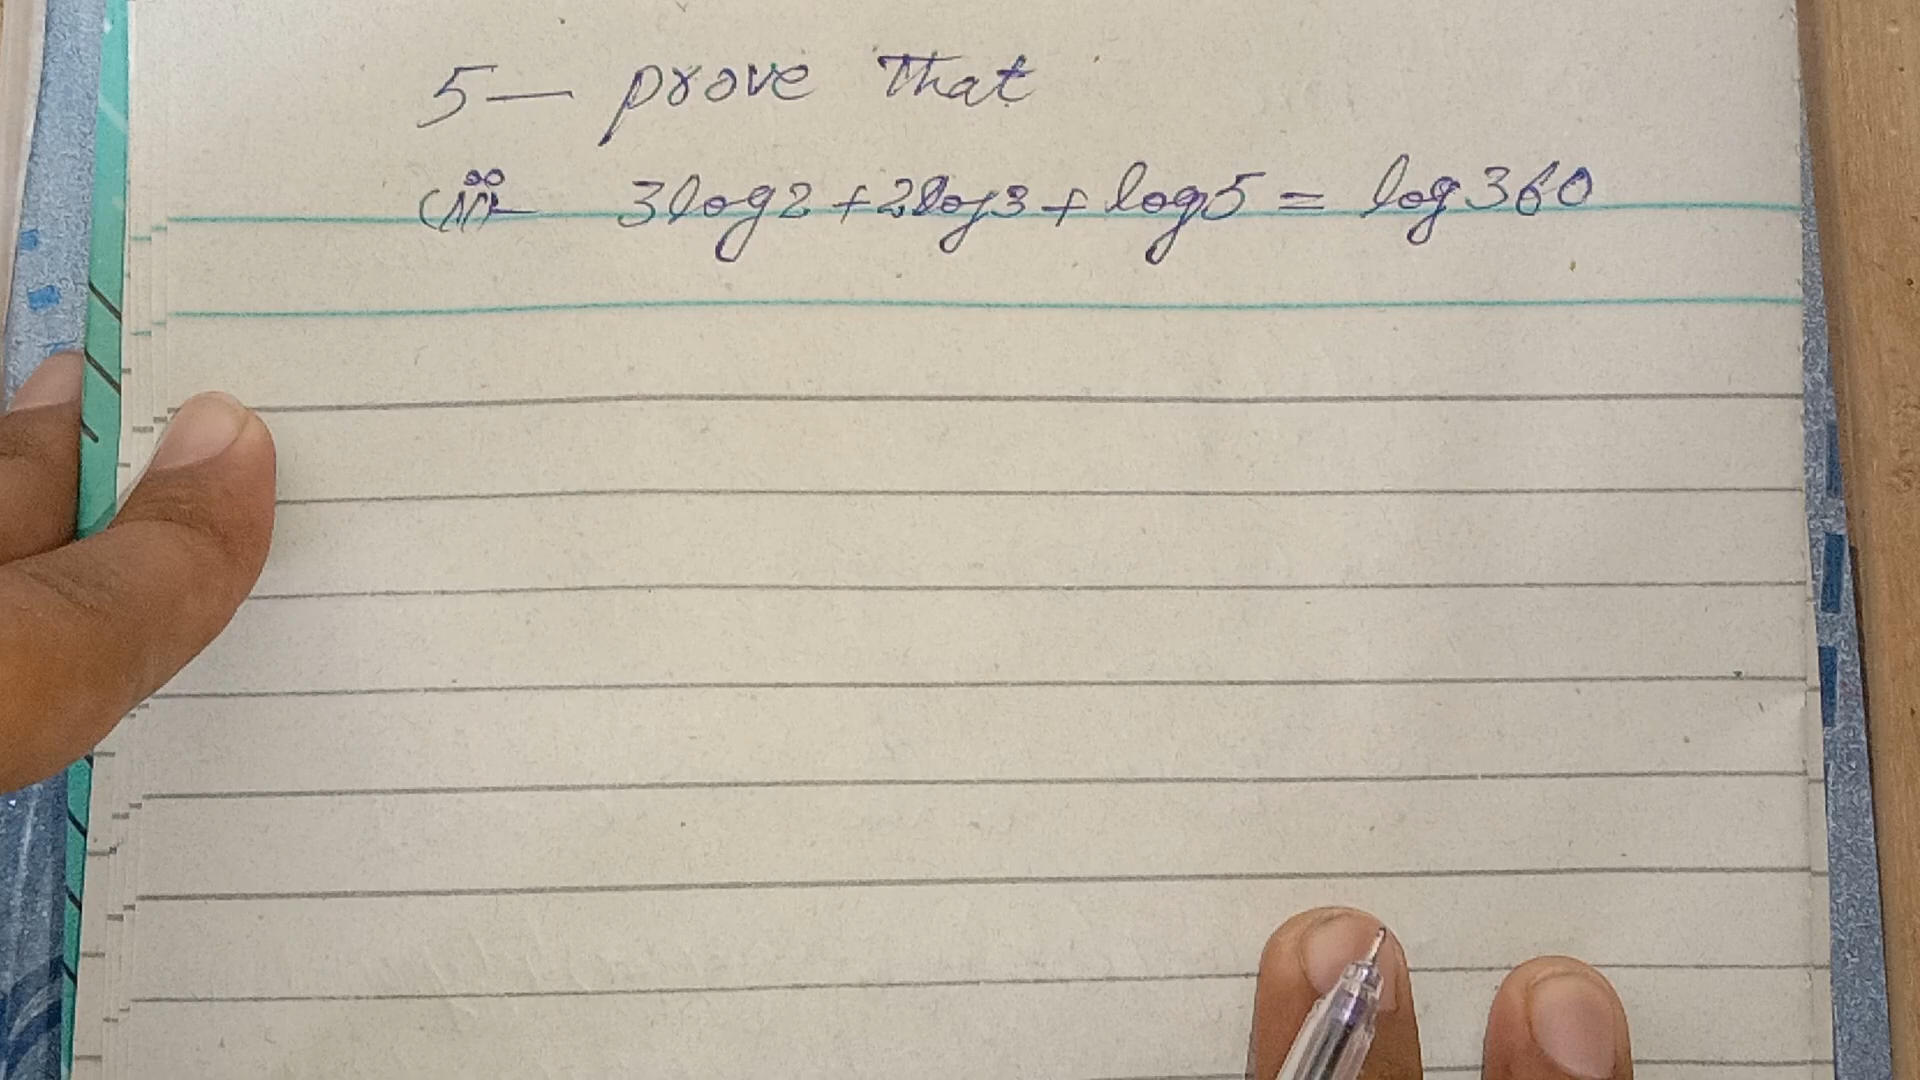 5— prove that
(iii- 3log2+2log3+log5 = log360